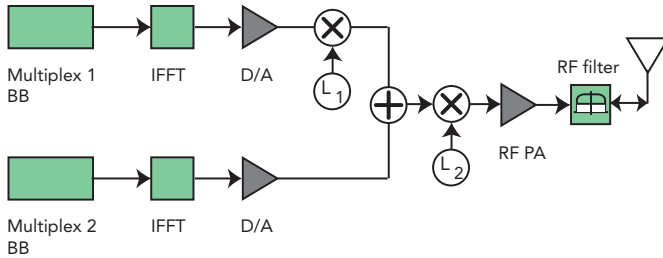 Multiplex 1
BB
IFFT
D/A
L1
RF filter
L2
RF PA
Multiplex 2
BB
IFFT
D/A